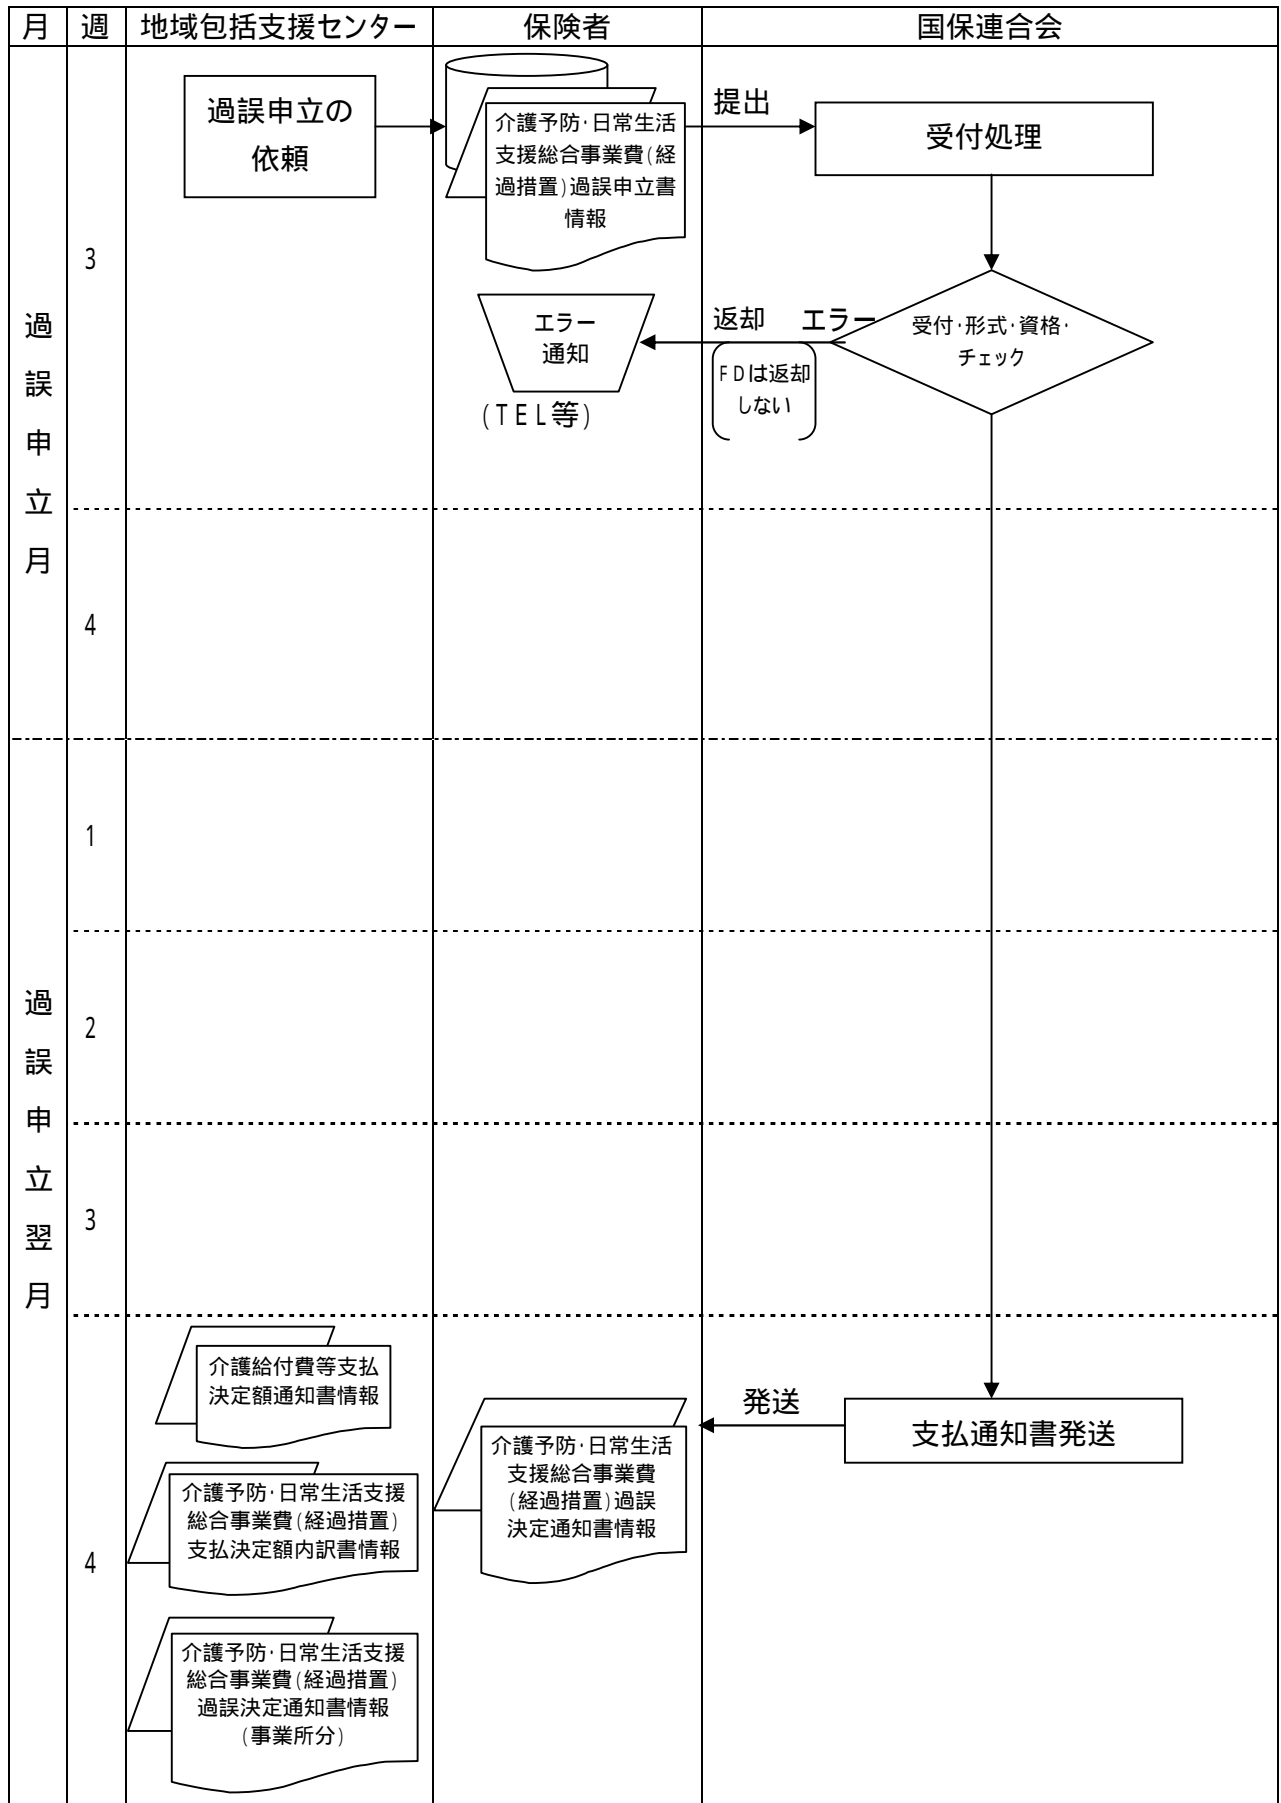 月 週 地域包括支援センター 保険者 国保連合会
過誤申立月
3
過誤申立の
依頼
介護予防･日常生活
支援総合事業費(経
過措置)過誤申立書
情報
提出
受付処理
受付･形式･資格･
チェック
返却 エラー
FDは返却
しない
エラー
通知
(TEL等)
4
過誤申立翌月
1
2
3
4
介護給付費等支払
決定額通知書情報
介護予防･日常生活支援
総合事業費(経過措置)
支払決定額内訳書情報
介護予防･日常生活支援
総合事業費(経過措置)
過誤決定通知書情報
(事業所分)
介護予防･日常生活
支援総合事業費
(経過措置)過誤
決定通知書情報
発送
支払通知書発送